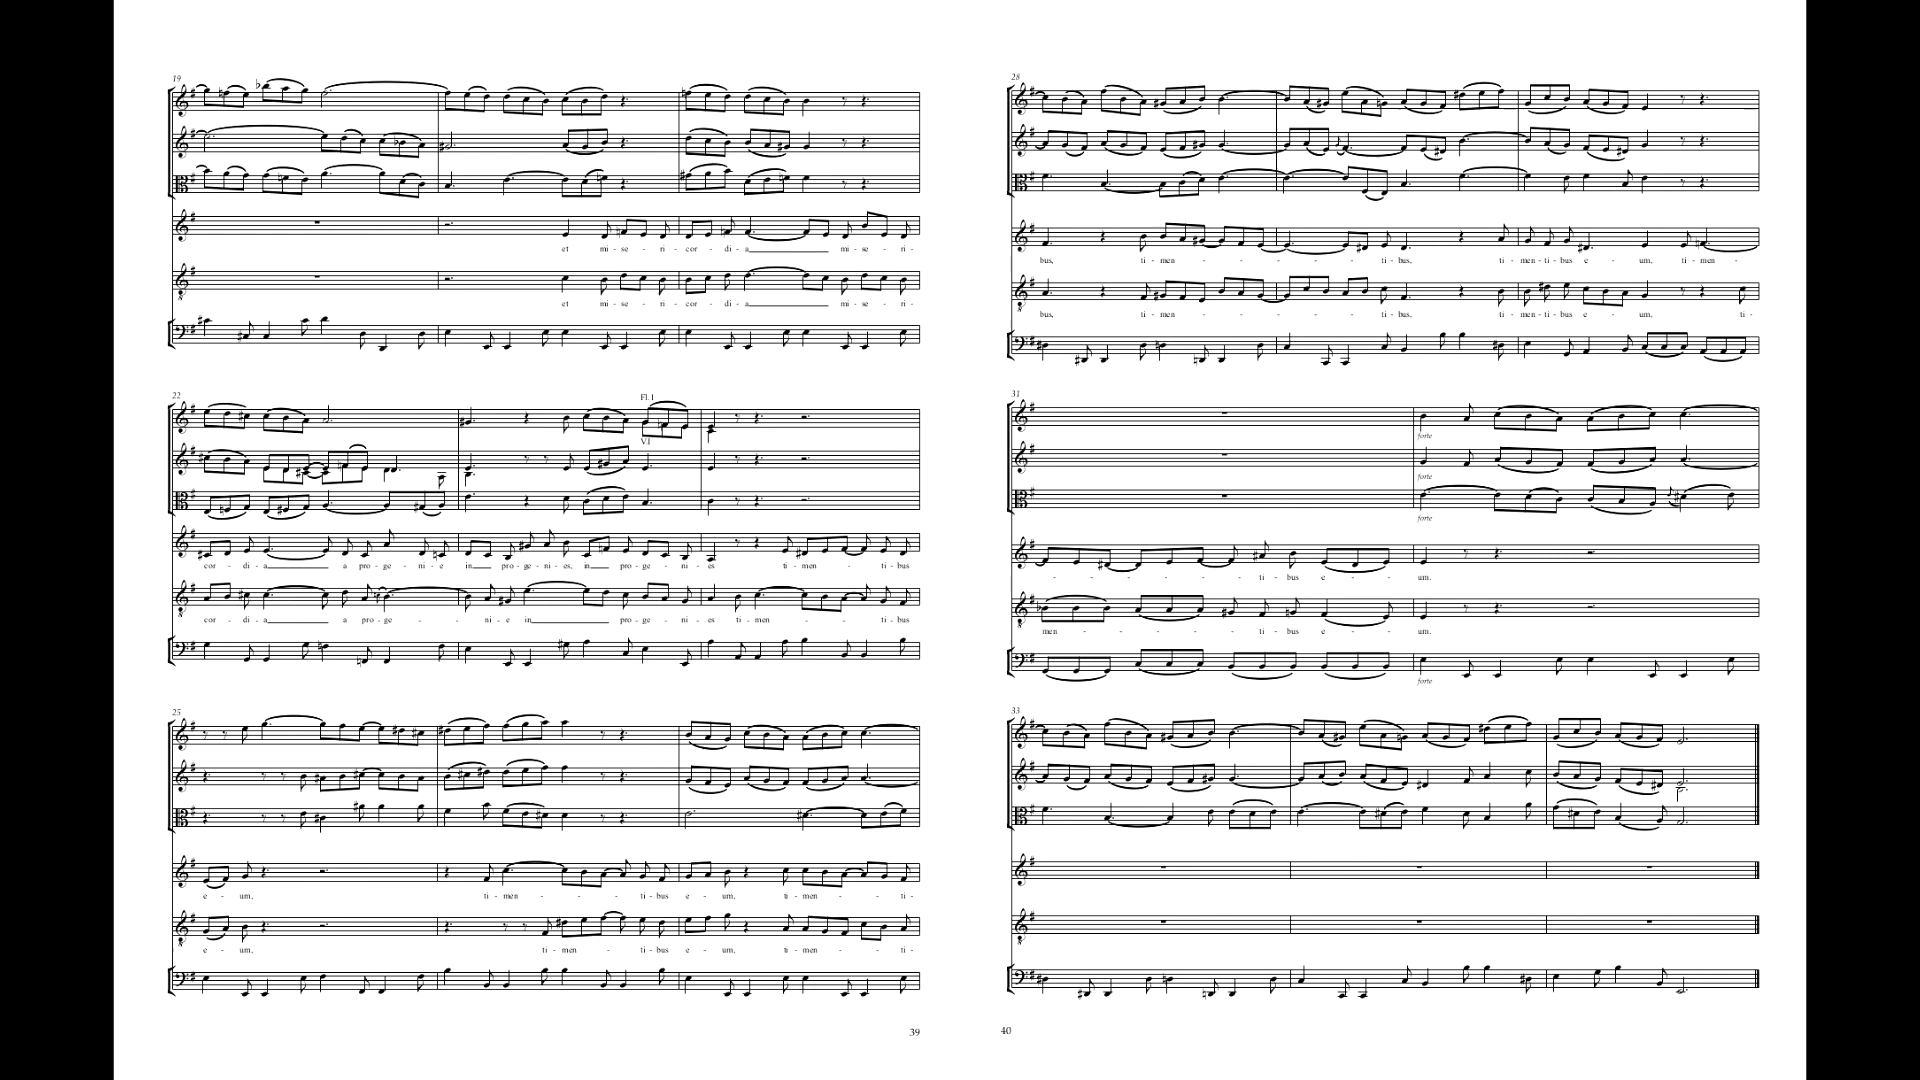 19
et mi - se - ri - cor - di - a mi - se - ri -
et mi - se - ri - cor - di - a mi - se - ri -
22
Fl. I
V.I
cor - di - a a pro - ge - ni - e in pro - ge - ni - es, in pro - ge - ni - es ti - men - ti - bus
cor - di - a a pro - ge - ni - e in pro - ge - ni - es ti - men - ti - bus
25
e - um, ti - men - ti - bus e - um, ti - men - ti -
e - um, ti - men - ti - bus e - um, ti - men - ti -
39
28
bus, ti - men - ti - bus, ti - men - ti - bus e - um, ti - men -
bus, ti - men - ti - bus, ti - men - ti - bus e - um, ti -
31
forte
forte
forte
- ti - bus e - um.
men - ti - bus e - um.
forte
33
40